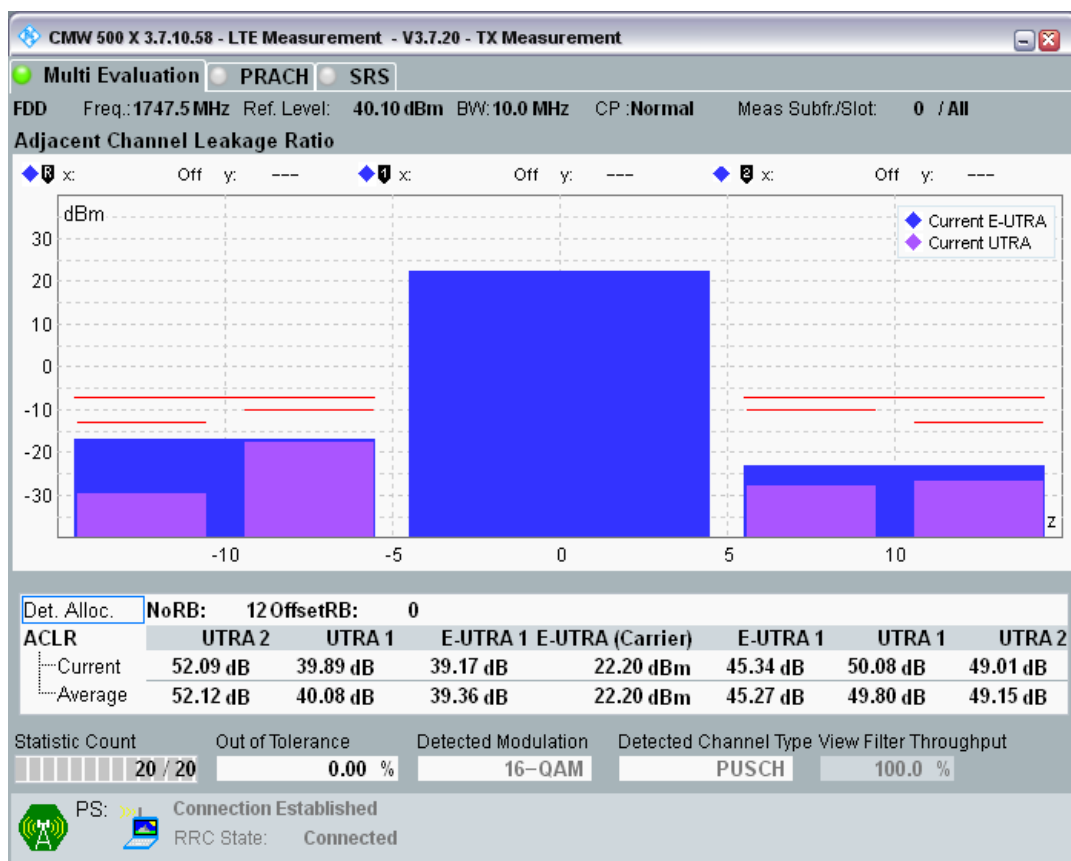 CMW 500 X 3.7.10.58 - LTE Measurement - V3.7.20 - TX Measurement
Multi Evaluation PRACH SRS
FDD Freq.: 1747.5 MHz Ref. Level: 40.10 dBm BW: 10.0 MHz CP : Normal Meas Subfr./Slot: 0 / All
Adjacent Channel Leakage Ratio
R x: Off y: --- 1 x: Off y: --- 2 x: Off y: ---
dBm
Current E-UTRA
Current UTRA
30
20
10
0
-10
-20
-30
z
-10 -5 0 5 10
Det. Alloc. NoRB: 12 OffsetRB: 0
ACLR UTRA 2 UTRA 1 E-UTRA 1 E-UTRA (Carrier) E-UTRA 1 UTRA 1 UTRA 2
Current 52.09 dB 39.89 dB 39.17 dB 22.20 dBm 45.34 dB 50.08 dB 49.01 dB
Average 52.12 dB 40.08 dB 39.36 dB 22.20 dBm 45.27 dB 49.80 dB 49.15 dB
Statistic Count Out of Tolerance Detected Modulation Detected Channel Type View Filter Throughput
20 / 20 0.00 % 16-QAM PUSCH 100.0 %
PS: Connection Established
RRC State: Connected